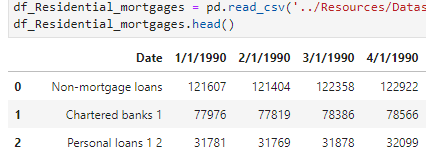 df_Residential_mortgages = pd.read_csv('../Resources/Datas
df_Residential_mortgages.head()
Date 1/1/1990 2/1/1990 3/1/1990 4/1/1990
0 Non-mortgage loans 121607 121404 122358 122922
1 Chartered banks 1 77976 77819 78386 78566
2 Personal loans 1 2 31781 31769 31878 32099